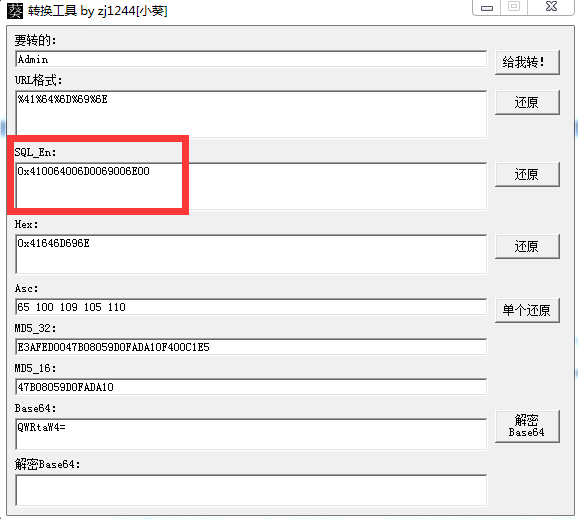 葵 转换工具 by zj1244[小葵]
要转的:
Admin
给我转!
URL格式:
%41%64%6D%69%6E
还原
SQL_En:
0x410064006D0069006E00
还原
Hex:
0x41646D696E
还原
Asc:
65 100 109 105 110
单个还原
MD5_32:
E3AFED0047B08059D0FADA10F400C1E5
MD5_16:
47B08059D0FADA10
Base64:
QWRtaW4=
解密
Base64
解密Base64: